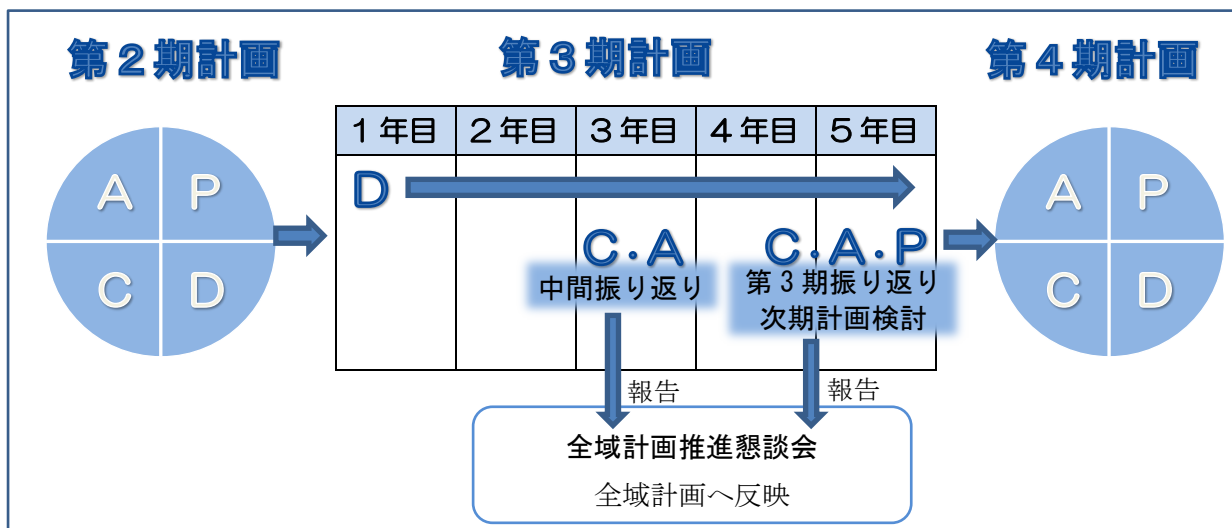 第２期計画
第３期計画
第４期計画
１年目 ２年目 ３年目 ４年目 ５年目
A P
C D
D
C・A
中間振り返り
C・A・P
第３期振り返り
次期計画検討
A P
C D
報告
報告
全域計画推進懇談会
全域計画へ反映